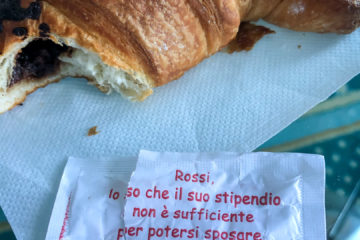 Rossi,
Io so che il suo stipendio
non è sufficiente
per potersi sposare